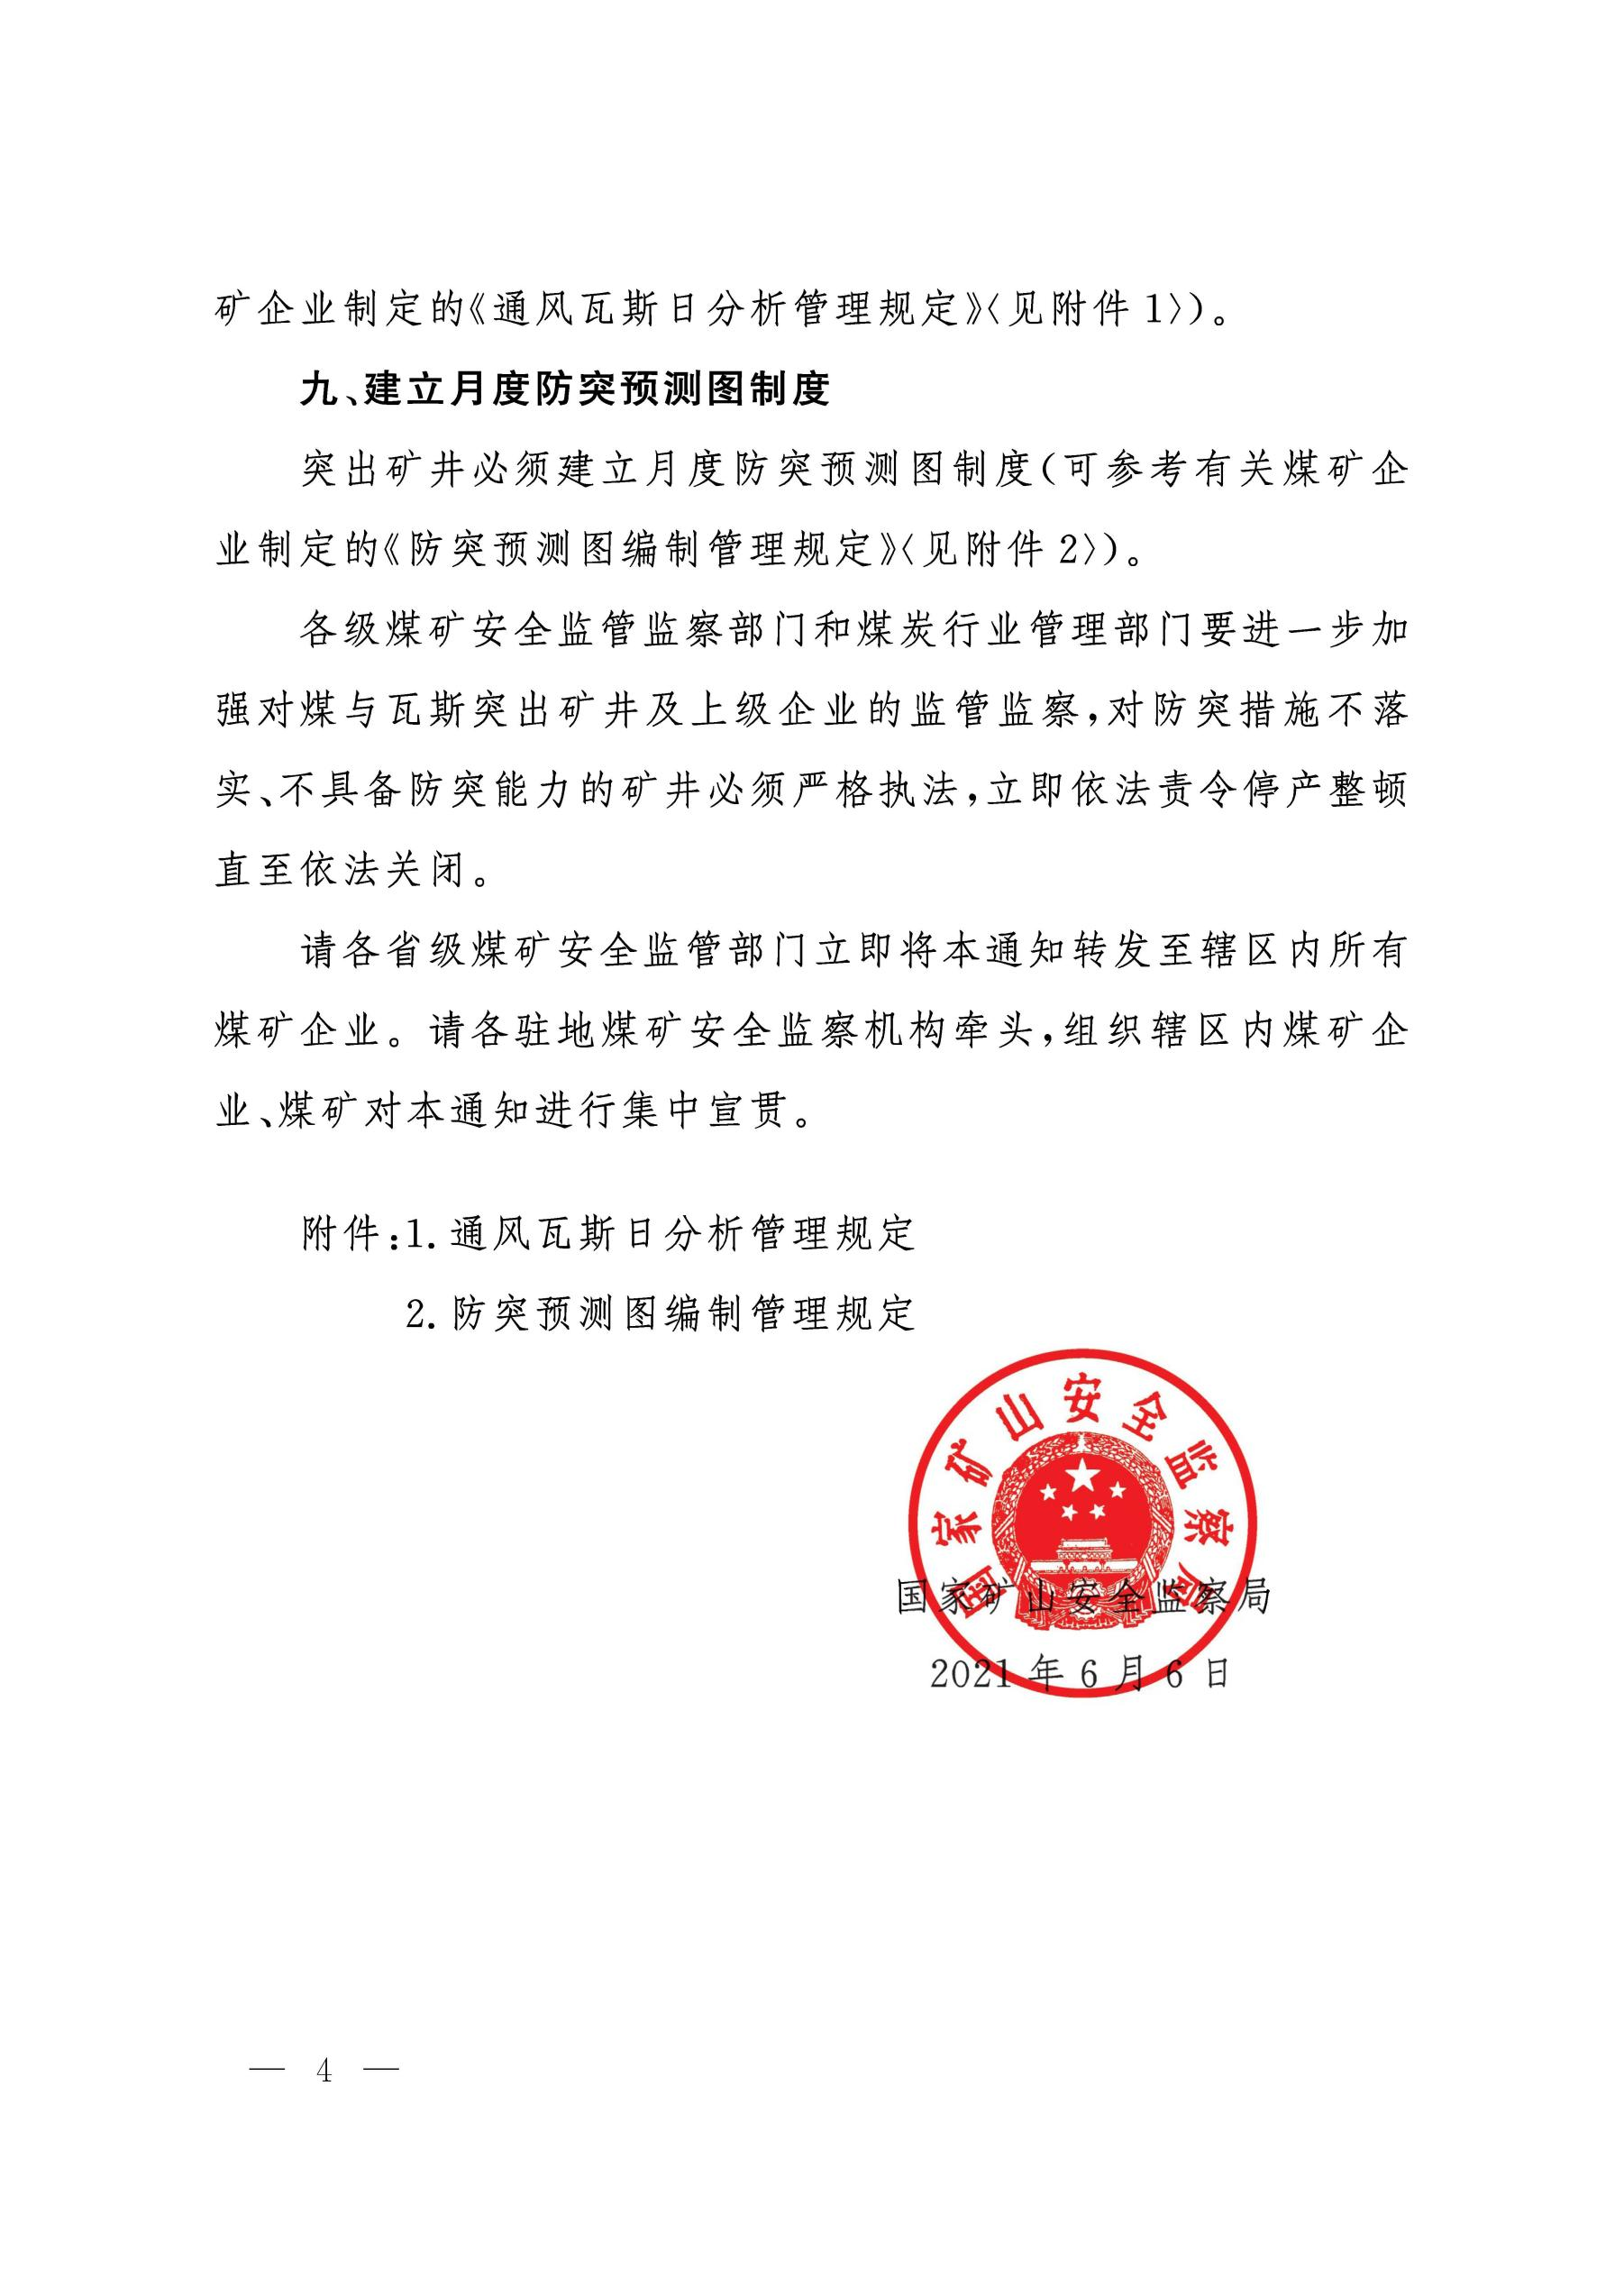 矿企业制定的《通风瓦斯日分析管理规定》〈见附件1〉)。
九、建立月度防突预测图制度
突出矿井必须建立月度防突预测图制度(可参考有关煤矿企
业制定的《防突预测图编制管理规定》〈见附件2〉)。
各级煤矿安全监管监察部门和煤炭行业管理部门要进一步加
强对煤与瓦斯突出矿井及上级企业的监管监察,对防突措施不落
实、不具备防突能力的矿井必须严格执法,立即依法责令停产整顿
直至依法关闭。
请各省级煤矿安全监管部门立即将本通知转发至辖区内所有
煤矿企业。请各驻地煤矿安全监察机构牵头,组织辖区内煤矿企
业、煤矿对本通知进行集中宣贯。
附件:1. 通风瓦斯日分析管理规定
2. 防突预测图编制管理规定
国家矿山安全监察局
国家矿山安全监察局
2021年6月6日
— 4 —